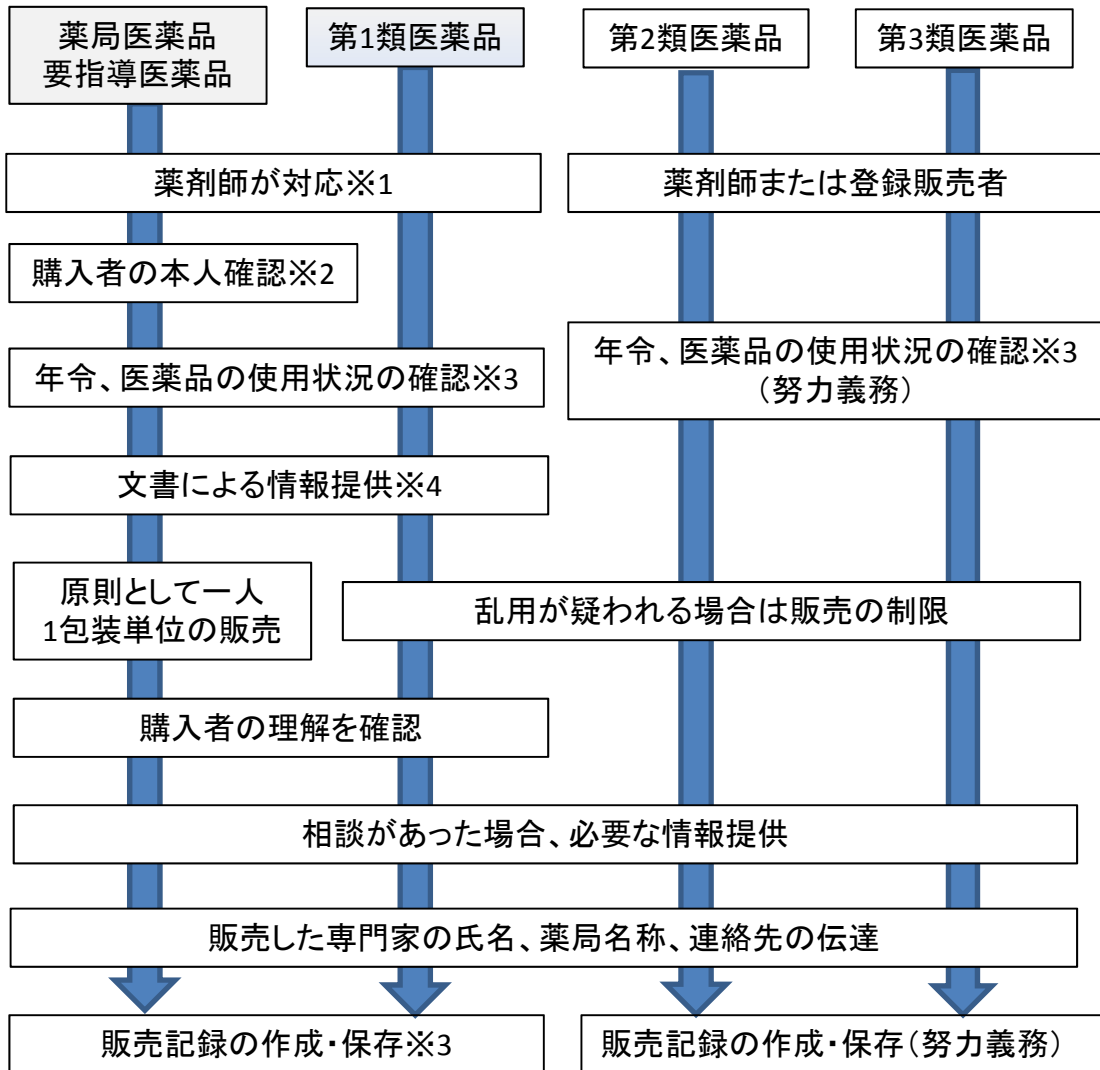 薬局医薬品
要指導医薬品
第1類医薬品
第2類医薬品
第3類医薬品
薬剤師が対応※1
薬剤師または登録販売者
購入者の本人確認※2
年令、医薬品の使用状況の確認※3
年令、医薬品の使用状況の確認※3
（努力義務）
文書による情報提供※4
原則として一人
1包装単位の販売
乱用が疑われる場合は販売の制限
購入者の理解を確認
相談があった場合、必要な情報提供
販売した専門家の氏名、薬局名称、連絡先の伝達
販売記録の作成・保存※3
販売記録の作成・保存（努力義務）